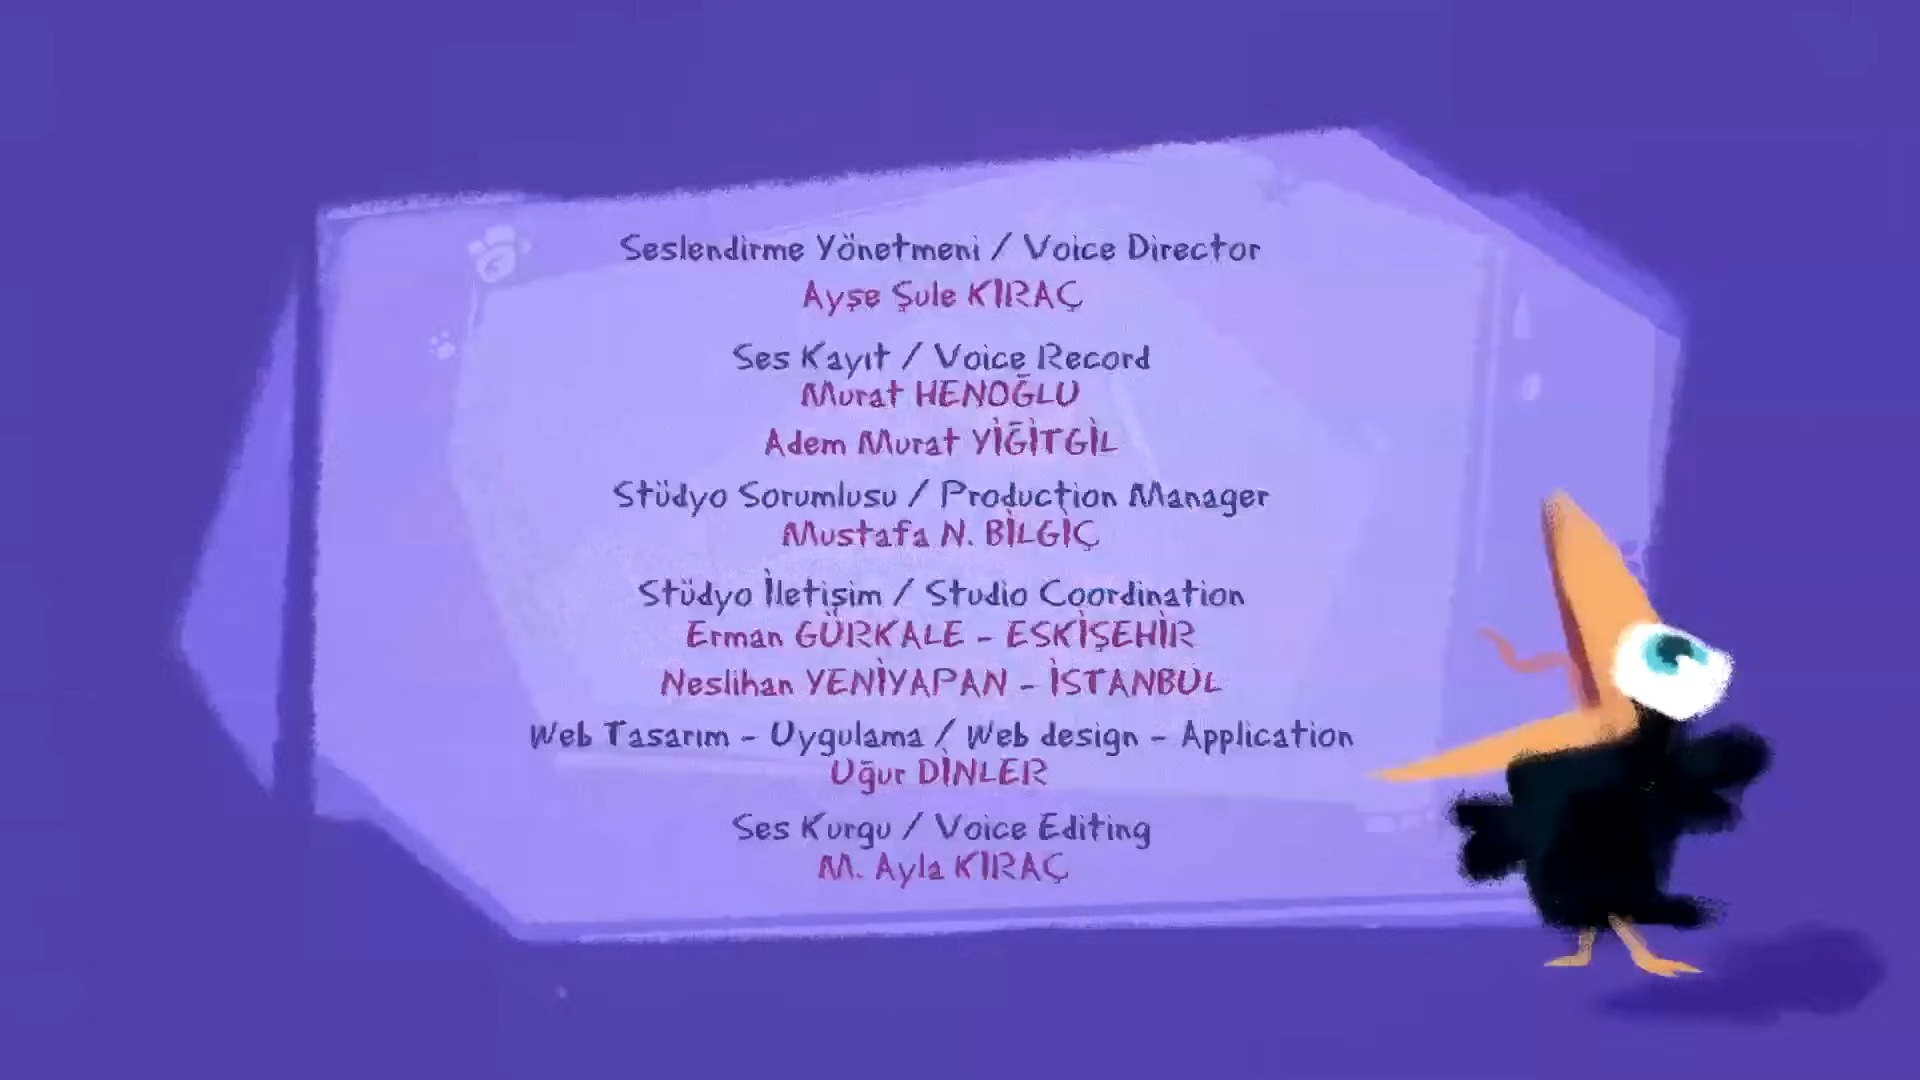 Seslendirme Yönetmeni / Voice Director
Ayşe Şule KIRAÇ
Ses Kayıt / Voice Record
Murat HENOĞLU
Adem Murat YİĞİTGİL
Stüdyo Sorumlusu / Production Manager
Mustafa N. BİLGİÇ
Stüdyo İletişim / Studio Coordination
Erman GÜRKALE - ESKİŞEHİR
Neslihan YENİYAPAN - İSTANBUL
Web Tasarım - Uygulama / Web design - Application
Uğur DİNLER
Ses Kurgu / Voice Editing
M. Ayla KIRAÇ